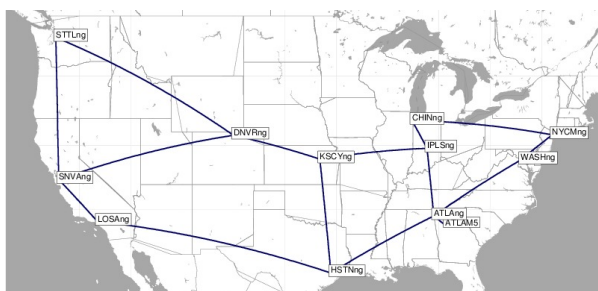 STTLng
CHINng
DNVRng
NYCMng
IPLSng
KSCYng
WASHng
SNVAng
LOSAng
ATLAng
ATLAM5
HSTNng